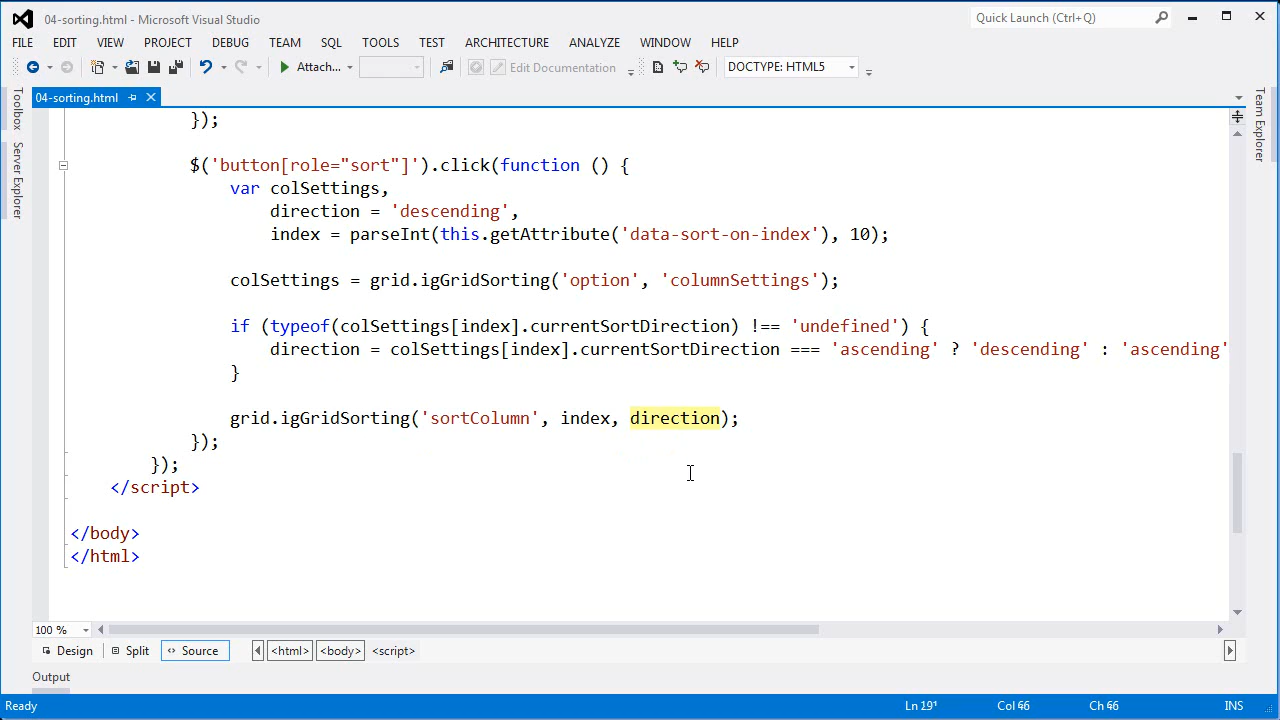 04-sorting.html - Microsoft Visual Studio
Quick Launch (Ctrl+Q)
FILE EDIT VIEW PROJECT DEBUG TEAM SQL TOOLS TEST ARCHITECTURE ANALYZE WINDOW HELP
Attach... Edit Documentation DOCTYPE: HTML5
04-sorting.html
Toolbox
Server Explorer
Team Explorer
});
$('button[role="sort"]').click(function () {
var colSettings,
direction = 'descending',
index = parseInt(this.getAttribute('data-sort-on-index'), 10);
colSettings = grid.igGridSorting('option', 'columnSettings');
if (typeof(colSettings[index].currentSortDirection) !== 'undefined') {
direction = colSettings[index].currentSortDirection === 'ascending' ? 'descending' : 'ascending'
}
grid.igGridSorting('sortColumn', index, direction);
});
});
</script>
</body>
</html>
100 %
Design Split Source <html> <body> <script>
Output
Ready Col 66 Ch 66 INS